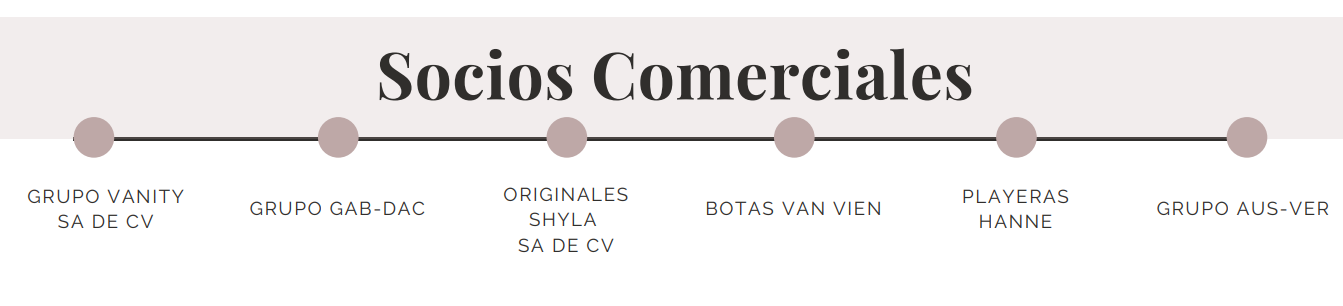 Socios Comerciales
GRUPO VANITY
SA DE CV
GRUPO GAB-DAC
ORIGINALES
SHYLA
SA DE CV
BOTAS VAN VIEN
PLAYERAS
HANNE
GRUPO AUS-VER